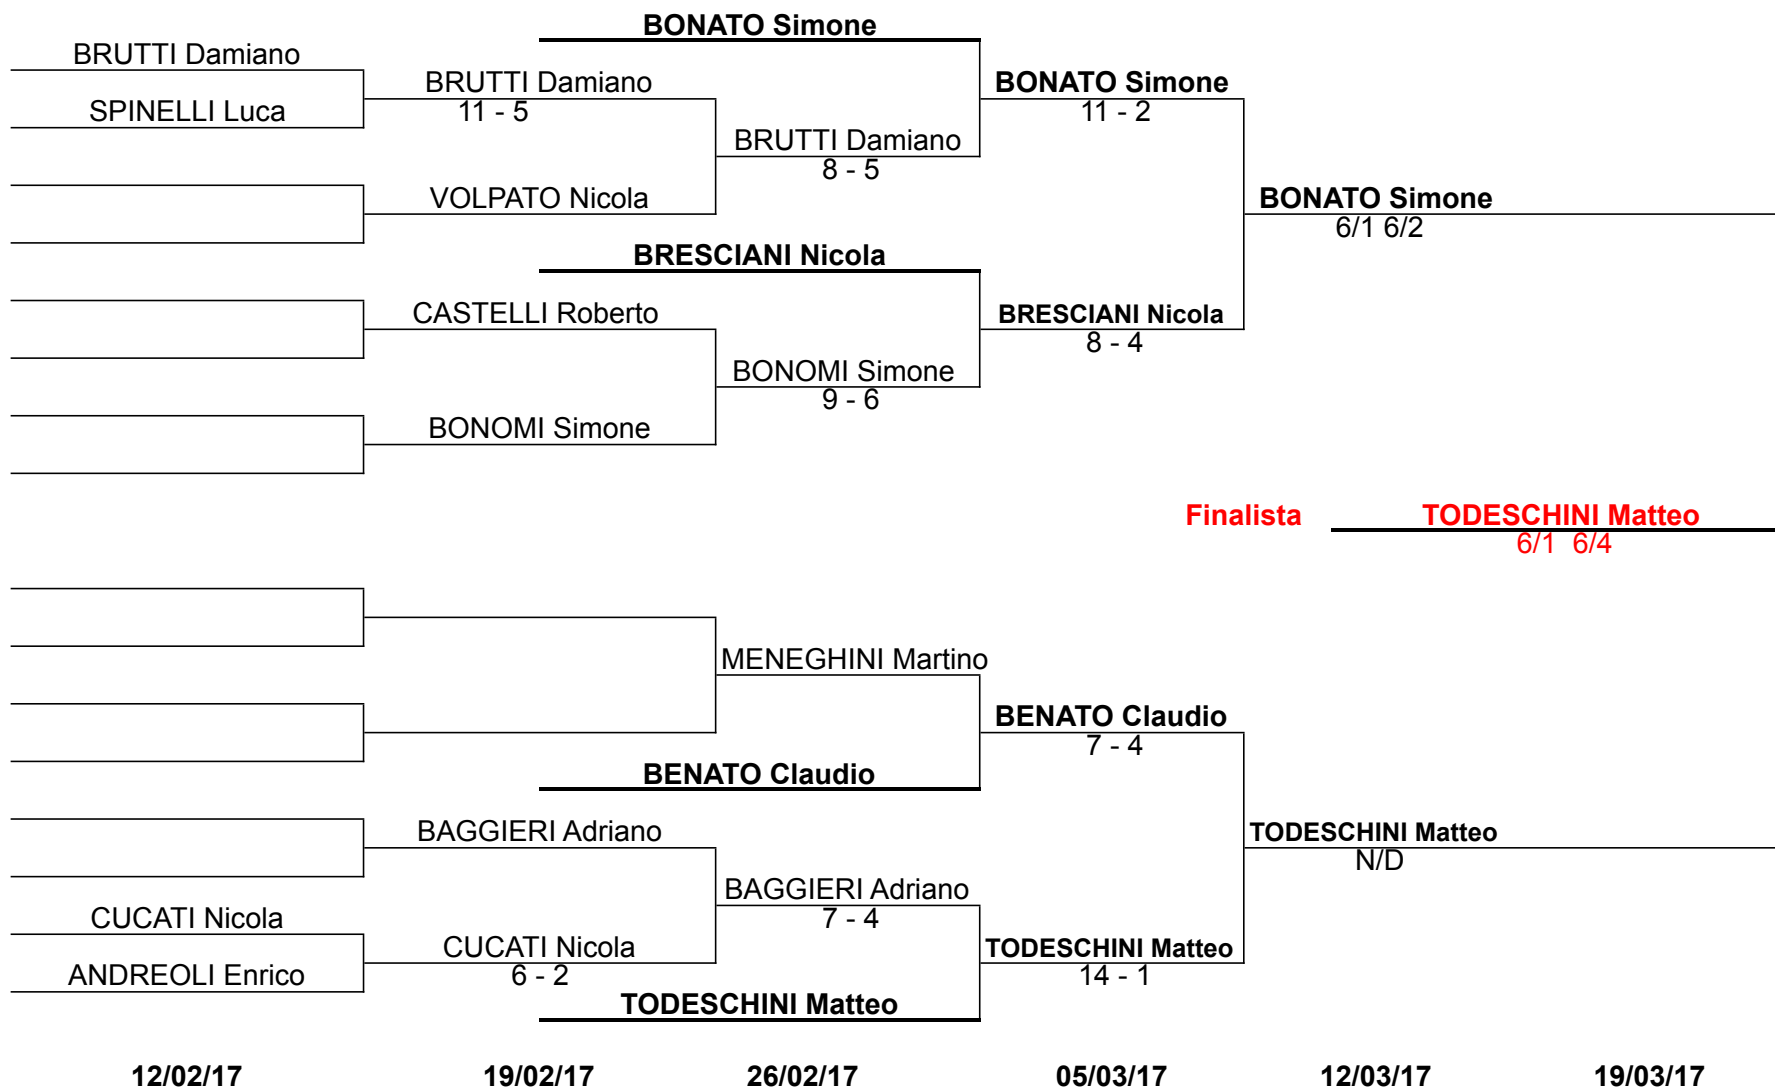 BONATO Simone
BRUTTI Damiano
BRUTTI Damiano
BONATO Simone
SPINELLI Luca
11 - 5
11 - 2
BRUTTI Damiano
8 - 5
VOLPATO Nicola
BONATO Simone
6/1 6/2
BRESCIANI Nicola
CASTELLI Roberto
BRESCIANI Nicola
8 - 4
BONOMI Simone
9 - 6
BONOMI Simone
Finalista
TODESCHINI Matteo
6/1 6/4
MENEGHINI Martino
BENATO Claudio
7 - 4
BENATO Claudio
BAGGIERI Adriano
TODESCHINI Matteo
N/D
BAGGIERI Adriano
7 - 4
CUCATI Nicola
CUCATI Nicola
TODESCHINI Matteo
ANDREOLI Enrico
6 - 2
14 - 1
TODESCHINI Matteo
12/02/17 19/02/17 26/02/17 05/03/17 12/03/17 19/03/17